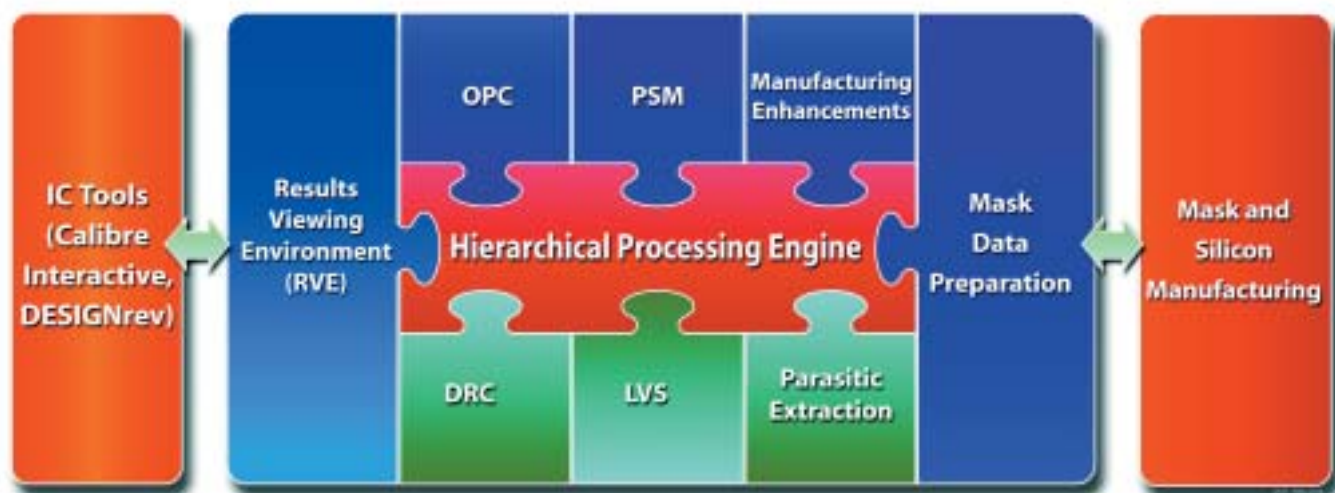 IC Tools
(Calibre
Interactive,
DESIGNrev)
Results
Viewing
Environment
(RVE)
OPC
PSM
Manufacturing
Enhancements
Hierarchical Processing Engine
DRC
LVS
Parasitic
Extraction
Mask
Data
Preparation
Mask and
Silicon
Manufacturing